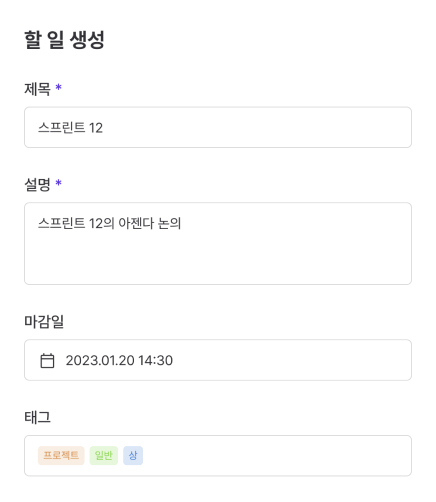 할 일 생성
제목 *
스프린트 12
설명 *
스프린트 12의 아젠다 논의
마감일
2023.01.20 14:30
태그
프로젝트 일반 상